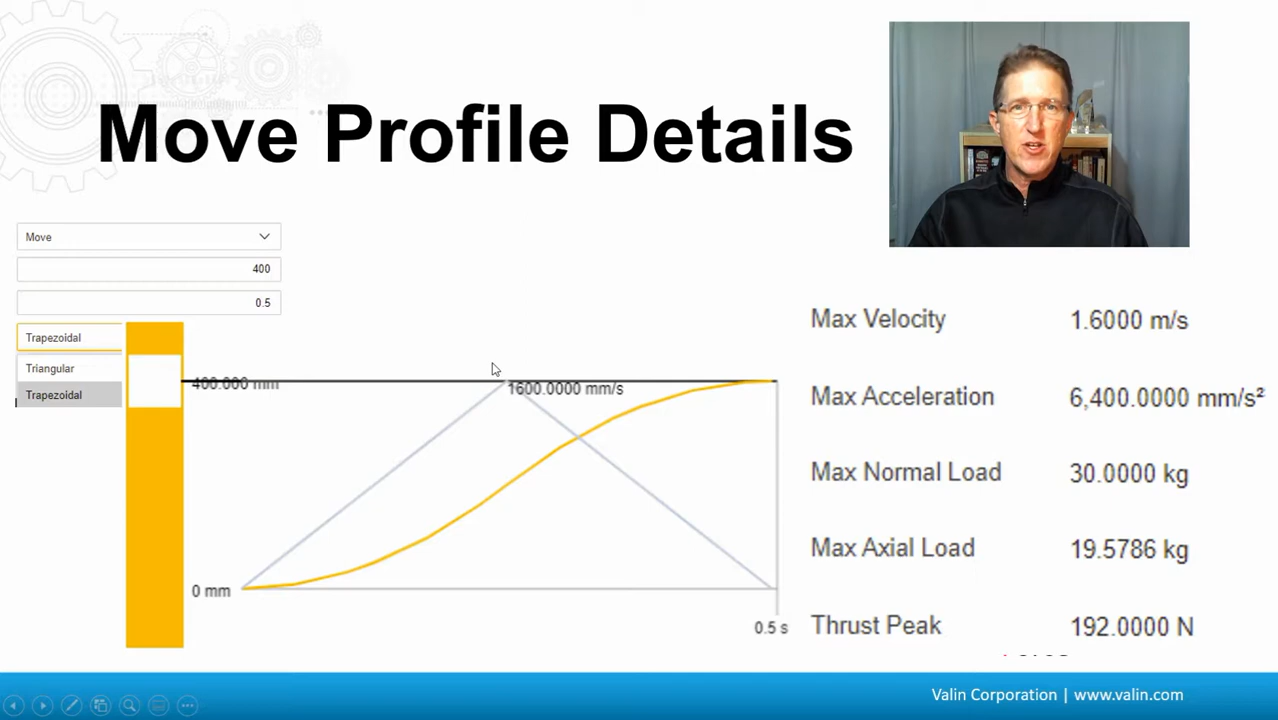 Move Profile Details
Move
400
0.5
Trapezoidal
Triangular
Trapezoidal
400.000 mm
1600.0000 mm/s
0 mm
0.5 s
Max Velocity 1.6000 m/s
Max Acceleration 6,400.0000 mm/s²
Max Normal Load 30.0000 kg
Max Axial Load 19.5786 kg
Thrust Peak 192.0000 N
Valin Corporation | www.valin.com